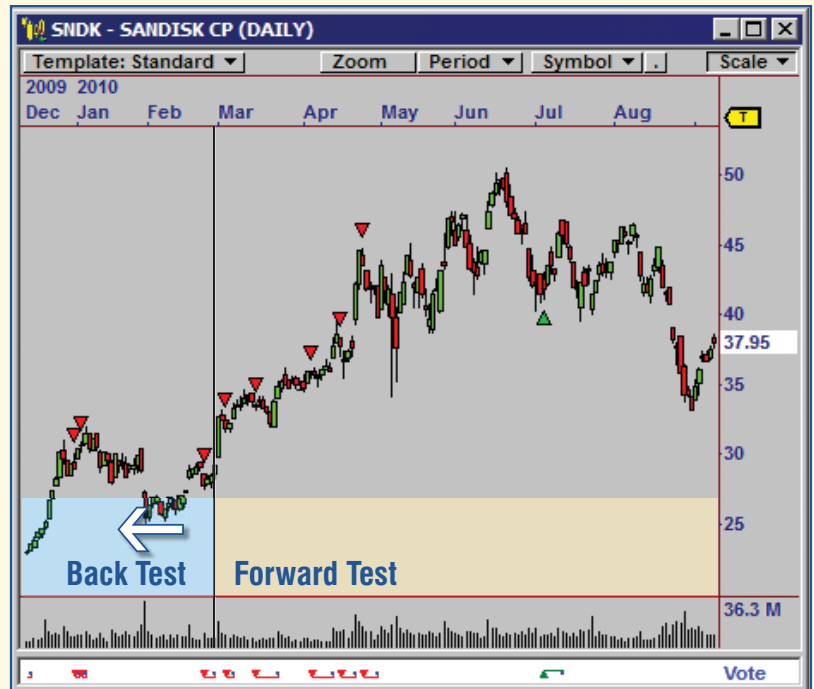 SNDK - SANDISK CP (DAILY)
Template: Standard Zoom Period Symbol . Scale
2009 2010
Dec Jan Feb Mar Apr May Jun Jul Aug
T
50
45
40
37.95
35
30
25
Back Test Forward Test
36.3 M
Vote